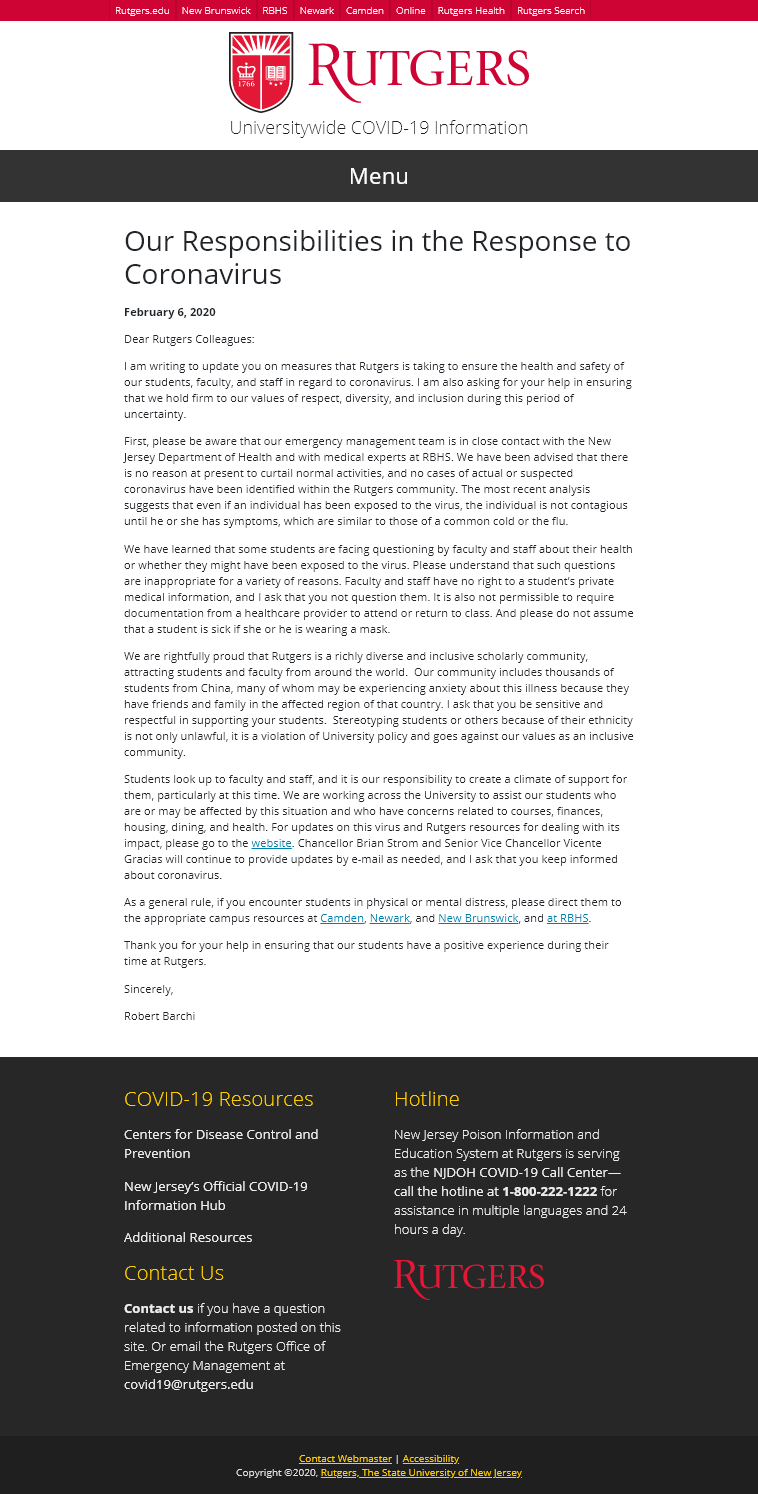 Rutgers.edu New Brunswick RBHS Newark Camden Online Rutgers Health Rutgers Search
1766
RUTGERS
Universitywide COVID-19 Information
Menu
Our Responsibilities in the Response to
Coronavirus
February 6, 2020
Dear Rutgers Colleagues:
I am writing to update you on measures that Rutgers is taking to ensure the health and safety of
our students, faculty, and staff in regard to coronavirus. I am also asking for your help in ensuring
that we hold firm to our values of respect, diversity, and inclusion during this period of
uncertainty.
First, please be aware that our emergency management team is in close contact with the New
Jersey Department of Health and with medical experts at RBHS. We have been advised that there
is no reason at present to curtail normal activities, and no cases of actual or suspected
coronavirus have been identified within the Rutgers community. The most recent analysis
suggests that even if an individual has been exposed to the virus, the individual is not contagious
until he or she has symptoms, which are similar to those of a common cold or the flu.
We have learned that some students are facing questioning by faculty and staff about their health
or whether they might have been exposed to the virus. Please understand that such questions
are inappropriate for a variety of reasons. Faculty and staff have no right to a student's private
medical information, and I ask that you not question them. It is also not permissible to require
documentation from a healthcare provider to attend or return to class. And please do not assume
that a student is sick if she or he is wearing a mask.
We are rightfully proud that Rutgers is a richly diverse and inclusive scholarly community,
attracting students and faculty from around the world.  Our community includes thousands of
students from China, many of whom may be experiencing anxiety about this illness because they
have friends and family in the affected region of that country. I ask that you be sensitive and
respectful in supporting your students.  Stereotyping students or others because of their ethnicity
is not only unlawful, it is a violation of University policy and goes against our values as an inclusive
community.
Students look up to faculty and staff, and it is our responsibility to create a climate of support for
them, particularly at this time. We are working across the University to assist our students who
are or may be affected by this situation and who have concerns related to courses, finances,
housing, dining, and health. For updates on this virus and Rutgers resources for dealing with its
impact, please go to the website. Chancellor Brian Strom and Senior Vice Chancellor Vicente
Gracias will continue to provide updates by e-mail as needed, and I ask that you keep informed
about coronavirus.
As a general rule, if you encounter students in physical or mental distress, please direct them to
the appropriate campus resources at Camden, Newark, and New Brunswick, and at RBHS.
Thank you for your help in ensuring that our students have a positive experience during their
time at Rutgers.
Sincerely,
Robert Barchi
COVID-19 Resources
Centers for Disease Control and
Prevention
New Jersey's Official COVID-19
Information Hub
Additional Resources
Contact Us
Contact us if you have a question
related to information posted on this
site. Or email the Rutgers Office of
Emergency Management at
covid19@rutgers.edu
Hotline
New Jersey Poison Information and
Education System at Rutgers is serving
as the NJDOH COVID-19 Call Center—
call the hotline at 1-800-222-1222 for
assistance in multiple languages and 24
hours a day.
RUTGERS
Contact Webmaster | Accessibility
Copyright ©2020, Rutgers, The State University of New Jersey